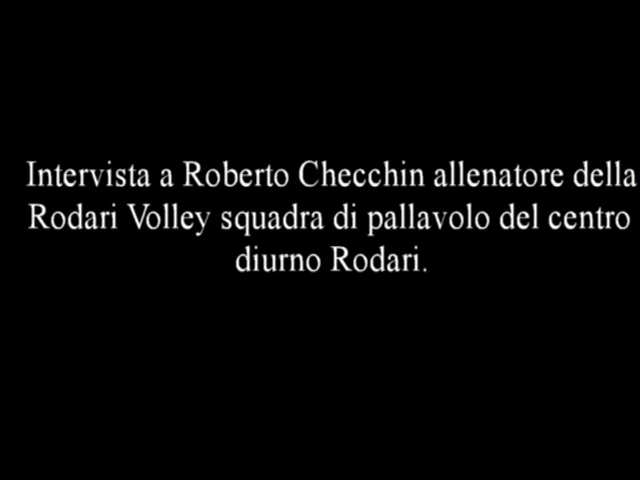 Intervista a Roberto Checchin allenatore della
Rodari Volley squadra di pallavolo del centro
diurno Rodari.